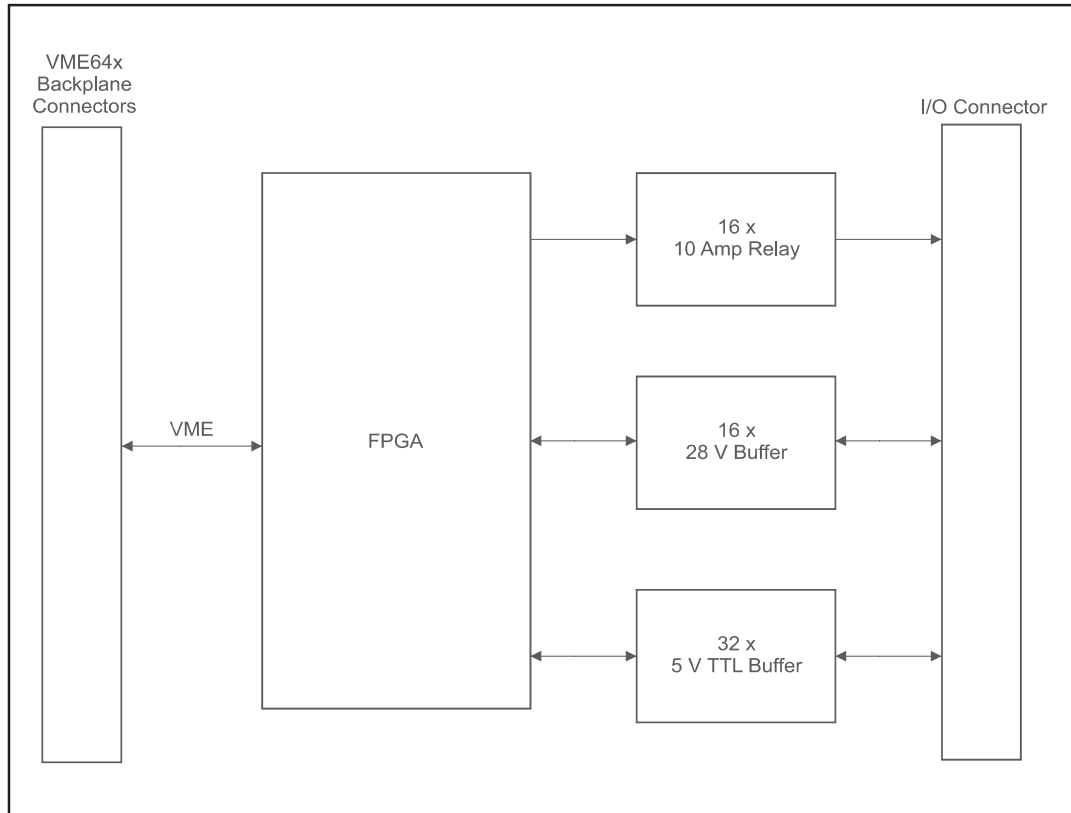 VME64x
Backplane
Connectors
I/O Connector
16 x
10 Amp Relay
VME
FPGA
16 x
28 V Buffer
32 x
5 V TTL Buffer